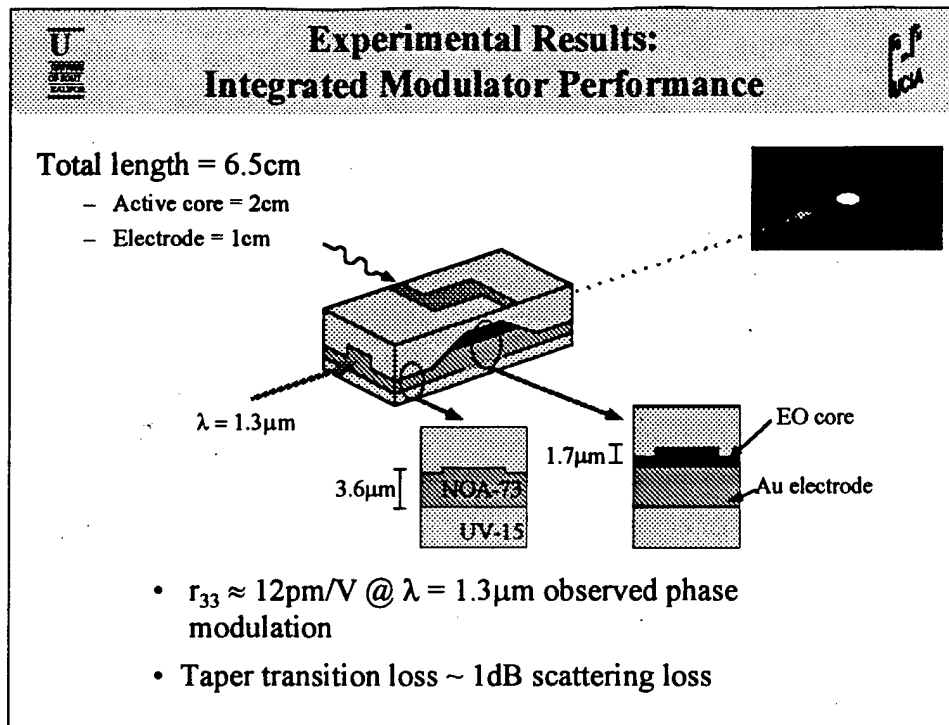 Experimental Results:
Integrated Modulator Performance
U
UCLA
Total length = 6.5cm
– Active core = 2cm
– Electrode = 1cm
λ = 1.3μm
3.6μm
NOA-73
UV-15
1.7μm
EO core
Au electrode
• r₃₃ ≈ 12pm/V @ λ = 1.3μm observed phase
modulation
• Taper transition loss ~ 1dB scattering loss